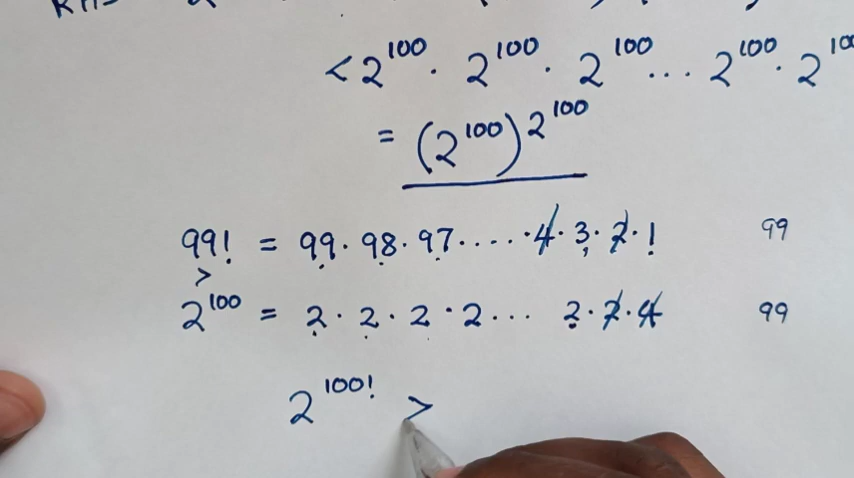 < 2^100 · 2^100 · 2^100 ... 2^100 · 2
= (2^100)^2^100
99! = 99 · 98 · 97 ..... · 4 · 3 · 2 · 1 99
>
2^100 = 2 · 2 · 2 · 2 ... 2 · 2 · 4 99
2^100! >